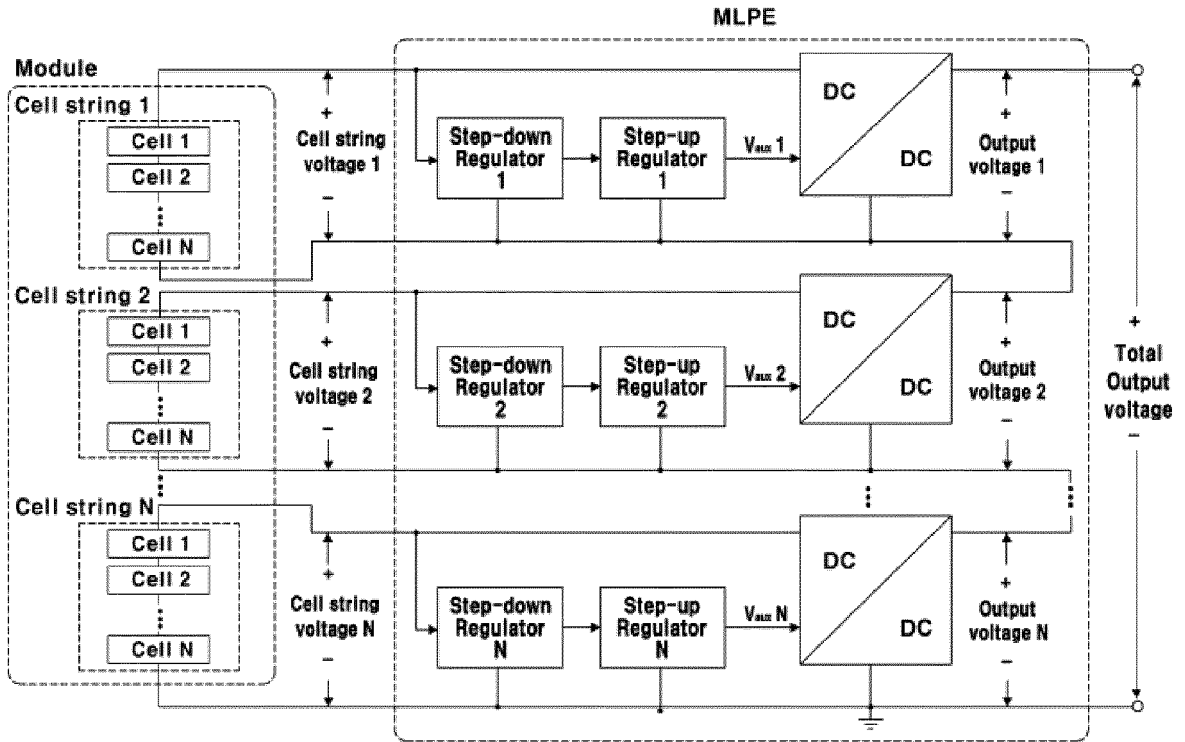 MLPE
Module
Cell string 1
Cell 1
Cell 2
Cell N
+
Cell string
voltage 1
−
Step-down
Regulator
1
Step-up
Regulator
1
Vaux 1
DC
DC
+
Output
voltage 1
−
Cell string 2
Cell 1
Cell 2
Cell N
+
Cell string
voltage 2
−
Step-down
Regulator
2
Step-up
Regulator
2
Vaux 2
DC
DC
+
Output
voltage 2
−
+
Total
Output
voltage
−
Cell string N
Cell 1
Cell 2
Cell N
+
Cell string
voltage N
−
Step-down
Regulator
N
Step-up
Regulator
N
Vaux N
DC
DC
+
Output
voltage N
−